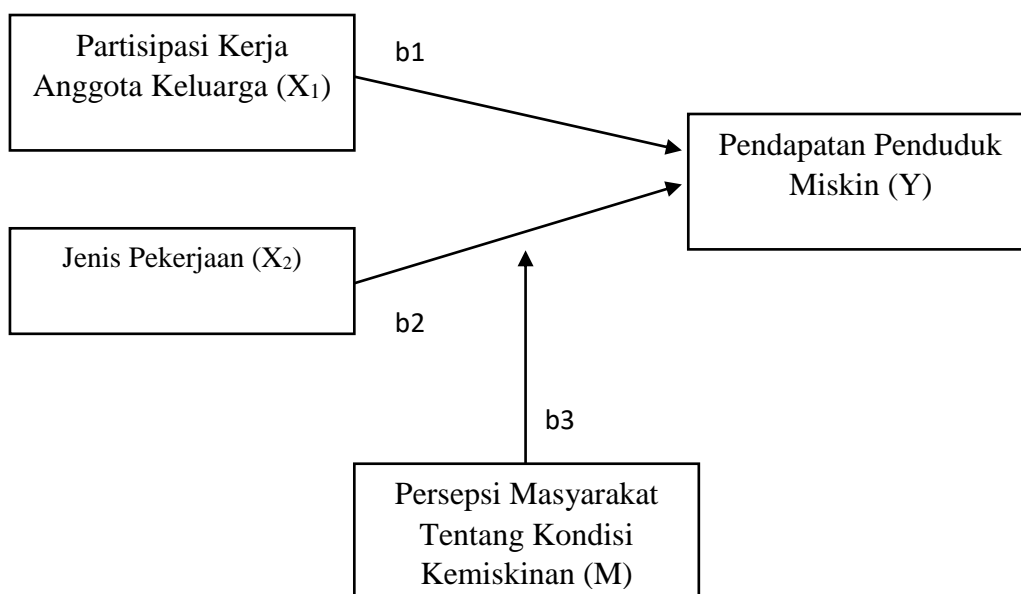 Partisipasi Kerja
Anggota Keluarga (X₁)
b1
Pendapatan Penduduk
Miskin (Y)
Jenis Pekerjaan (X₂)
b2
b3
Persepsi Masyarakat
Tentang Kondisi
Kemiskinan (M)